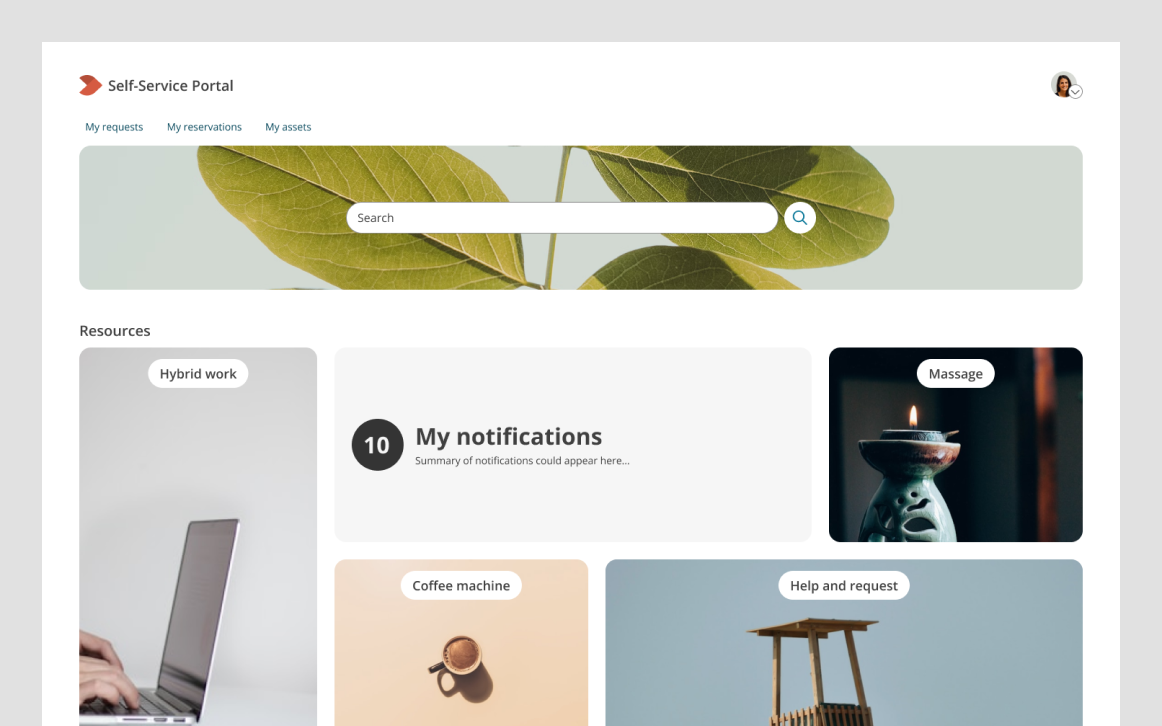 Self-Service Portal
My requests My reservations My assets
Search
Resources
Hybrid work
10
My notifications
Summary of notifications could appear here...
Massage
Coffee machine
Help and request